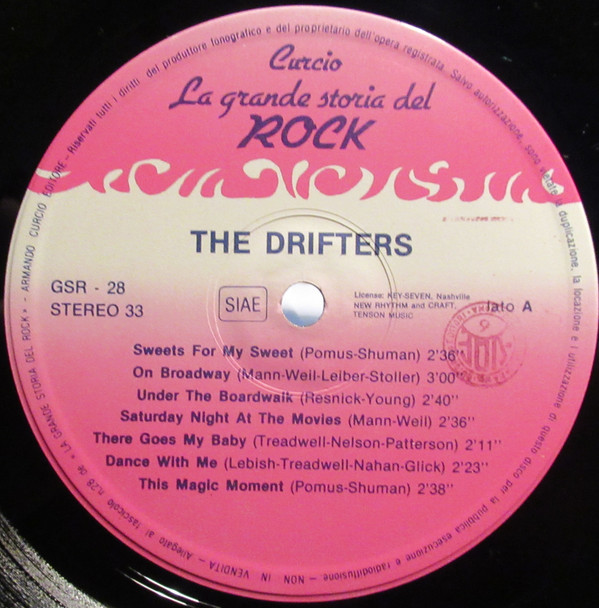 Riservati tutti i diritti del produttore fonografico e del proprietario dell'opera registrata. Salvo autorizzazione, sono vietate la duplicazione, la locazione e l'utilizzazione di questo disco per la pubblica esecuzione e radiodiffusione. — NON IN VENDITA — Allegato al fascicolo n.28 de « LA GRANDE STORIA DEL ROCK» - ARMANDO CURCIO EDITORE -
Curcio
La grande storia del
ROCK
THE DRIFTERS
GSR - 28
STEREO 33
SIAE
License: KEY-SEVEN, Nashville
NEW RHYTHM and CRAFT,
TENSON MUSIC
lato A
Sweets For My Sweet (Pomus-Shuman) 2'36''
On Broadway (Mann-Weil-Leiber-Stoller) 3'00''
Under The Boardwalk (Resnick-Young) 2'40''
Saturday Night At The Movies (Mann-Weil) 2'36''
There Goes My Baby (Treadwell-Nelson-Patterson) 2'11''
Dance With Me (Lebish-Treadwell-Nahan-Glick) 2'23''
This Magic Moment (Pomus-Shuman) 2'38''